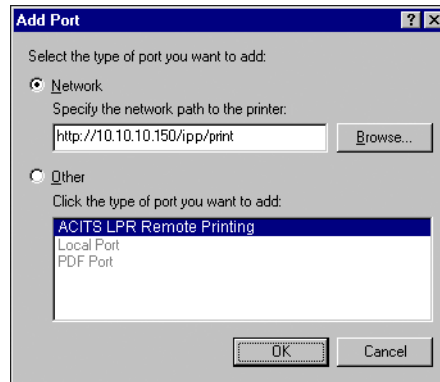 Add Port
Select the type of port you want to add:
Network
Specify the network path to the printer:
http://10.10.10.150/ipp/print
Browse...
Other
Click the type of port you want to add:
ACITS LPR Remote Printing
Local Port
PDF Port
OK
Cancel